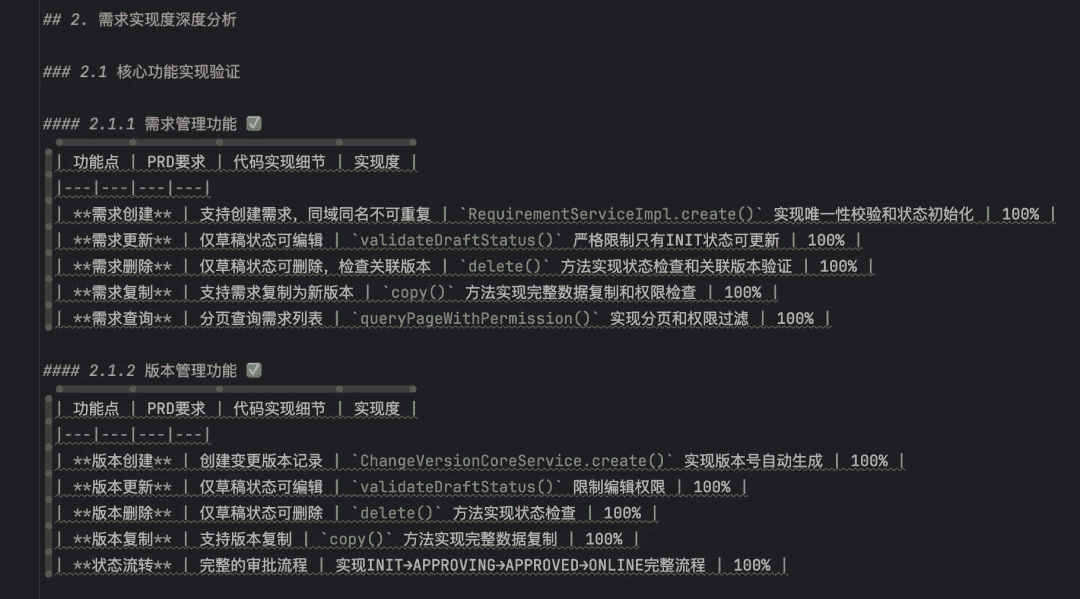 ## 2. 需求实现度深度分析
### 2.1 核心功能实现验证
#### 2.1.1 需求管理功能 ✅
| 功能点 | PRD要求 | 代码实现细节 | 实现度 |
|---|---|---|---|
| **需求创建** | 支持创建需求，同域同名不可重复 | `RequirementServiceImpl.create()` 实现唯一性校验和状态初始化 | 100% |
| **需求更新** | 仅草稿状态可编辑 | `validateDraftStatus()` 严格限制只有INIT状态可更新 | 100% |
| **需求删除** | 仅草稿状态可删除，检查关联版本 | `delete()` 方法实现状态检查和关联版本验证 | 100% |
| **需求复制** | 支持需求复制为新版本 | `copy()` 方法实现完整数据复制和权限检查 | 100% |
| **需求查询** | 分页查询需求列表 | `queryPageWithPermission()` 实现分页和权限过滤 | 100% |
#### 2.1.2 版本管理功能 ✅
| 功能点 | PRD要求 | 代码实现细节 | 实现度 |
|---|---|---|---|
| **版本创建** | 创建变更版本记录 | `ChangeVersionCoreService.create()` 实现版本号自动生成 | 100% |
| **版本更新** | 仅草稿状态可编辑 | `validateDraftStatus()` 限制编辑权限 | 100% |
| **版本删除** | 仅草稿状态可删除 | `delete()` 方法实现状态检查 | 100% |
| **版本复制** | 支持版本复制 | `copy()` 方法实现完整数据复制 | 100% |
| **状态流转** | 完整的审批流程 | 实现INIT→APPROVING→APPROVED→ONLINE完整流程 | 100% |